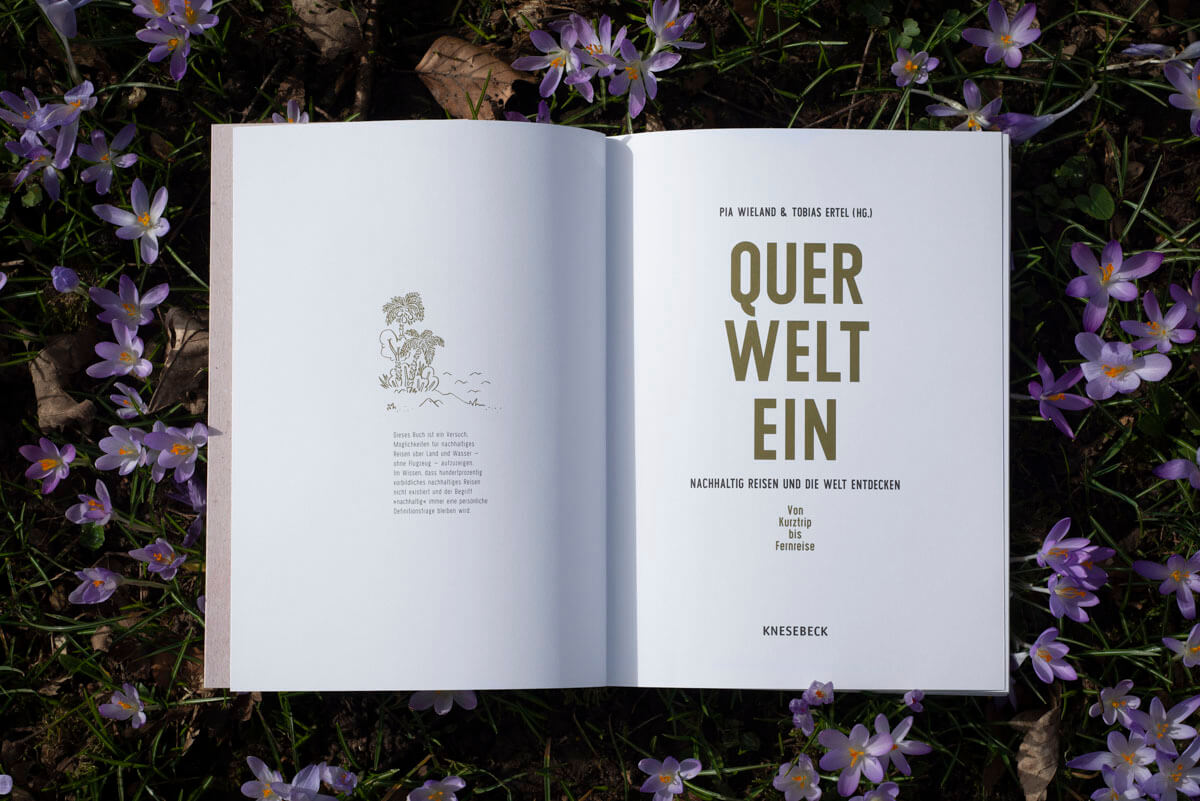 Dieses Buch ist ein Versuch,
Möglichkeiten für nachhaltiges
Reisen über Land und Wasser –
ohne Flugzeug – aufzuzeigen.
Im Wissen, dass hundertprozentig
vorbildliches nachhaltiges Reisen
nicht existiert und der Begriff
»nachhaltig« immer eine persönliche
Definitionsfrage bleiben wird.
PIA WIELAND & TOBIAS ERTEL (HG.)
QUER
WELT
EIN
NACHHALTIG REISEN UND DIE WELT ENTDECKEN
Von
Kurztrip
bis
Fernreise
KNESEBECK